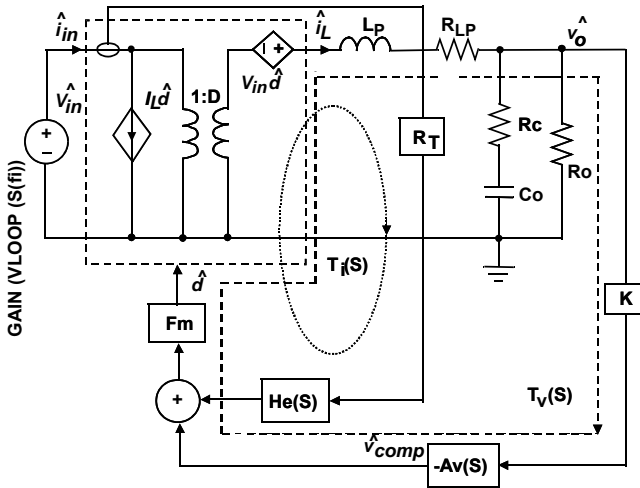 î_in
î_L
L_P
R_LP
v̂_o
V_in d̂
V̂_in
I_L d̂
1:D
+
–
R_T
Rc
Co
Ro
T_i(S)
GAIN (VLOOP (S(fi))
d̂
K
Fm
+
He(S)
T_v(S)
v̂_comp
-Av(S)